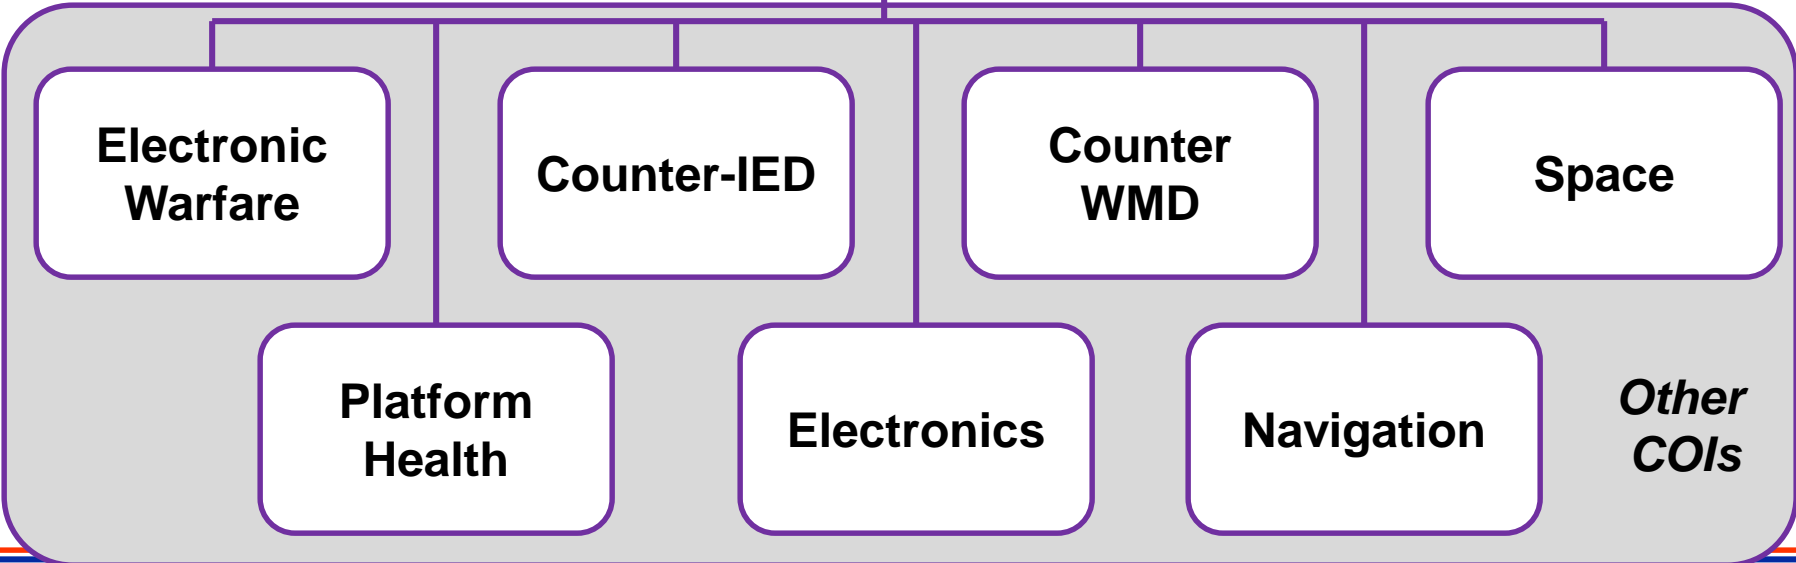 Electronic
Warfare
Counter-IED
Counter
WMD
Space
Platform
Health
Electronics
Navigation
Other
COIs